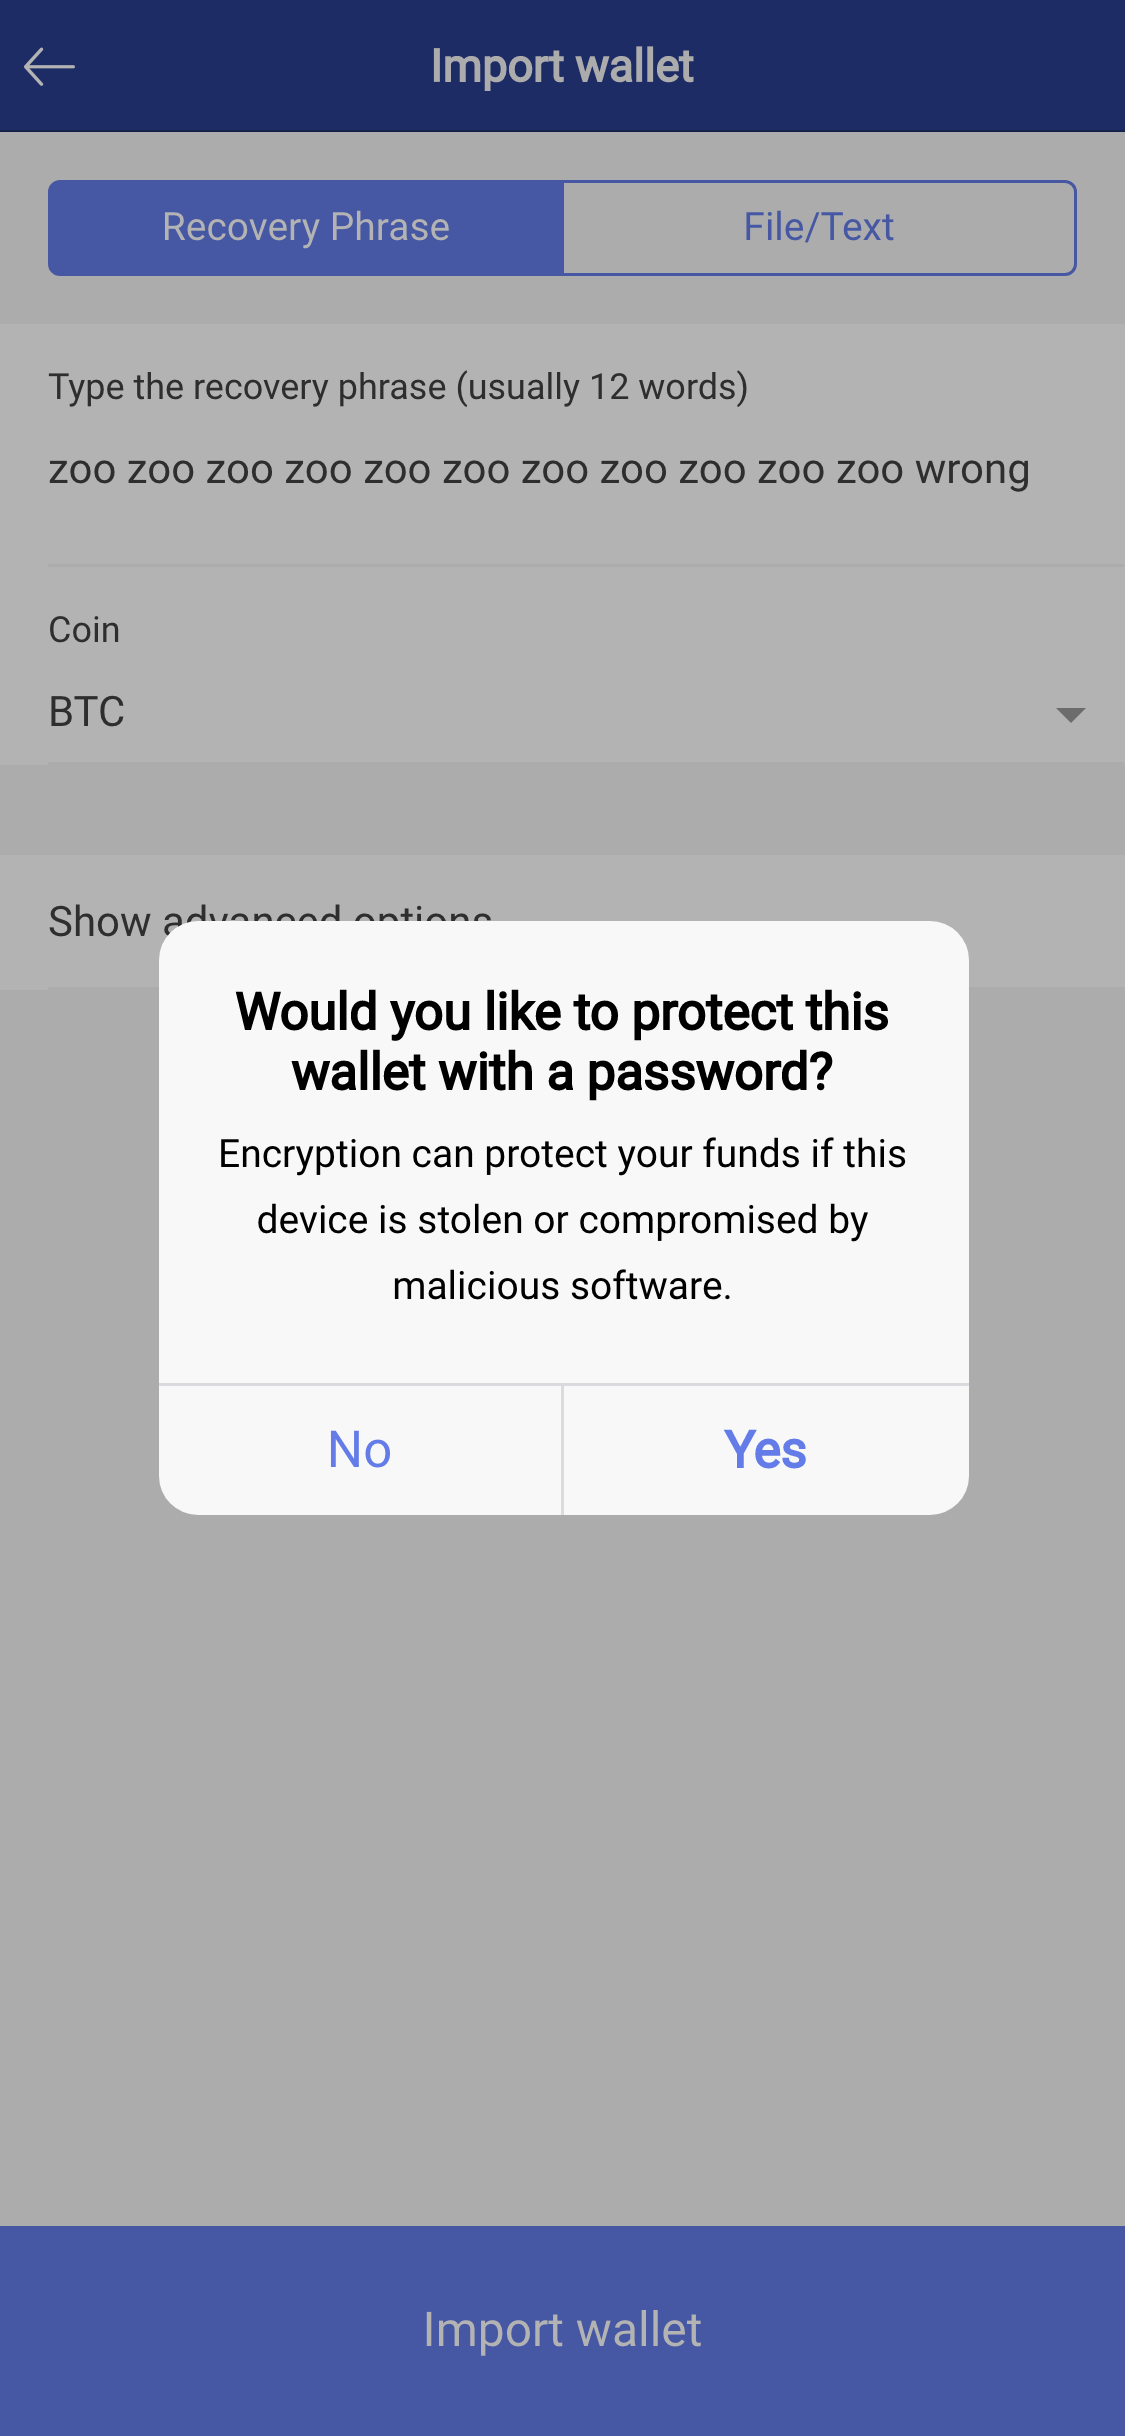 Import wallet
Recovery Phrase
File/Text
Type the recovery phrase (usually 12 words)
zoo zoo zoo zoo zoo zoo zoo zoo zoo zoo zoo wrong
Coin
BTC
Show advanced options
Would you like to protect this
wallet with a password?
Encryption can protect your funds if this
device is stolen or compromised by
malicious software.
No
Yes
Import wallet